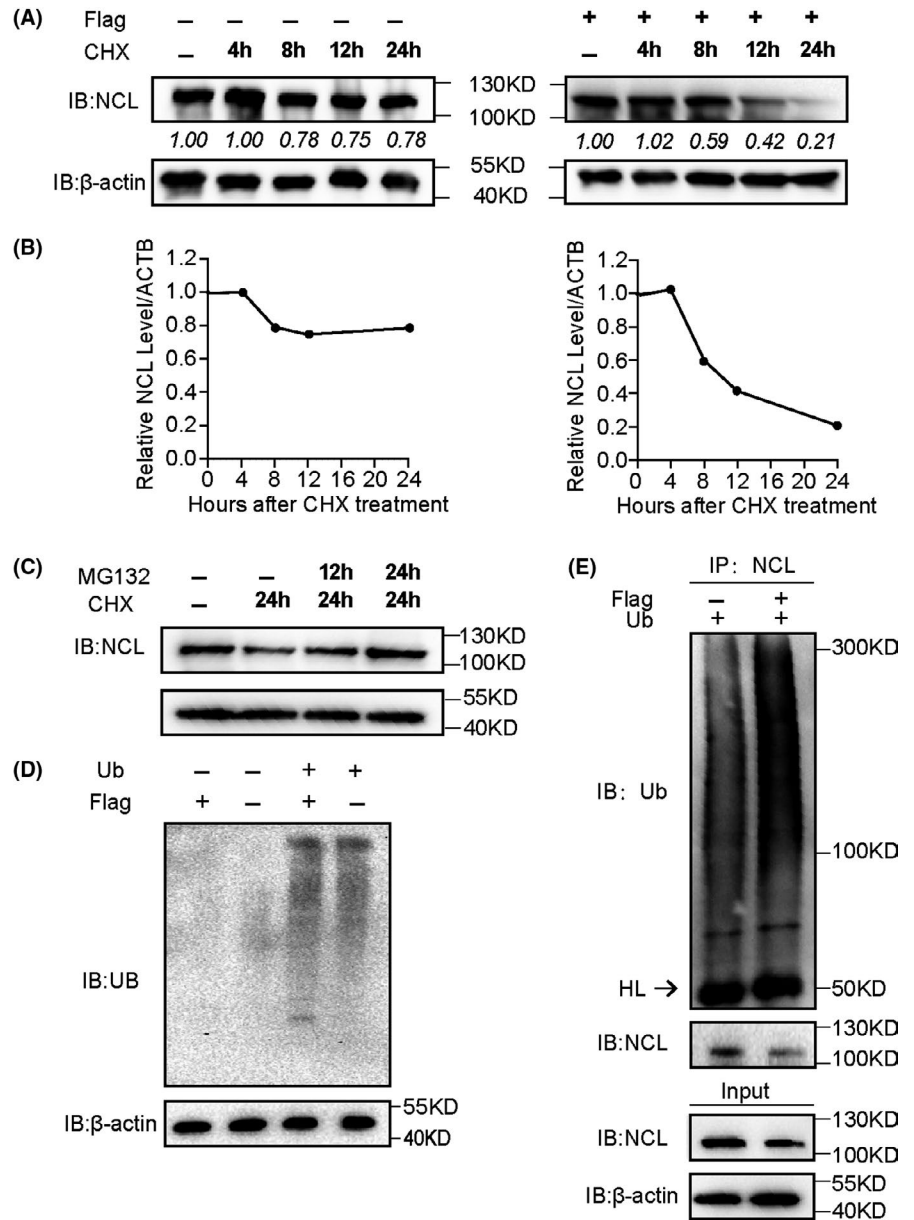 (A)
Flag – – – – – + + + + +
CHX – 4h 8h 12h 24h – 4h 8h 12h 24h
IB:NCL 130KD
100KD
1.00 1.00 0.78 0.75 0.78 1.00 1.02 0.59 0.42 0.21
IB:β-actin 55KD
40KD
(B)
Relative NCL Level/ACTB
1.2
1.0
0.8
0.6
0.4
0.2
0.0
0 4 8 12 16 20 24
Hours after CHX treatment
Relative NCL Level/ACTB
1.2
1.0
0.8
0.6
0.4
0.2
0.0
0 4 8 12 16 20 24
Hours after CHX treatment
(C)
MG132 – – 12h 24h
CHX – 24h 24h 24h
IB:NCL 130KD
100KD
55KD
40KD
(D)
Ub – – + +
Flag + – + –
IB:UB
IB:β-actin 55KD
40KD
(E)
IP: NCL
Flag – +
Ub + +
300KD
IB: Ub
100KD
HL → 50KD
IB:NCL 130KD
100KD
Input
IB:NCL 130KD
100KD
IB:β-actin 55KD
40KD